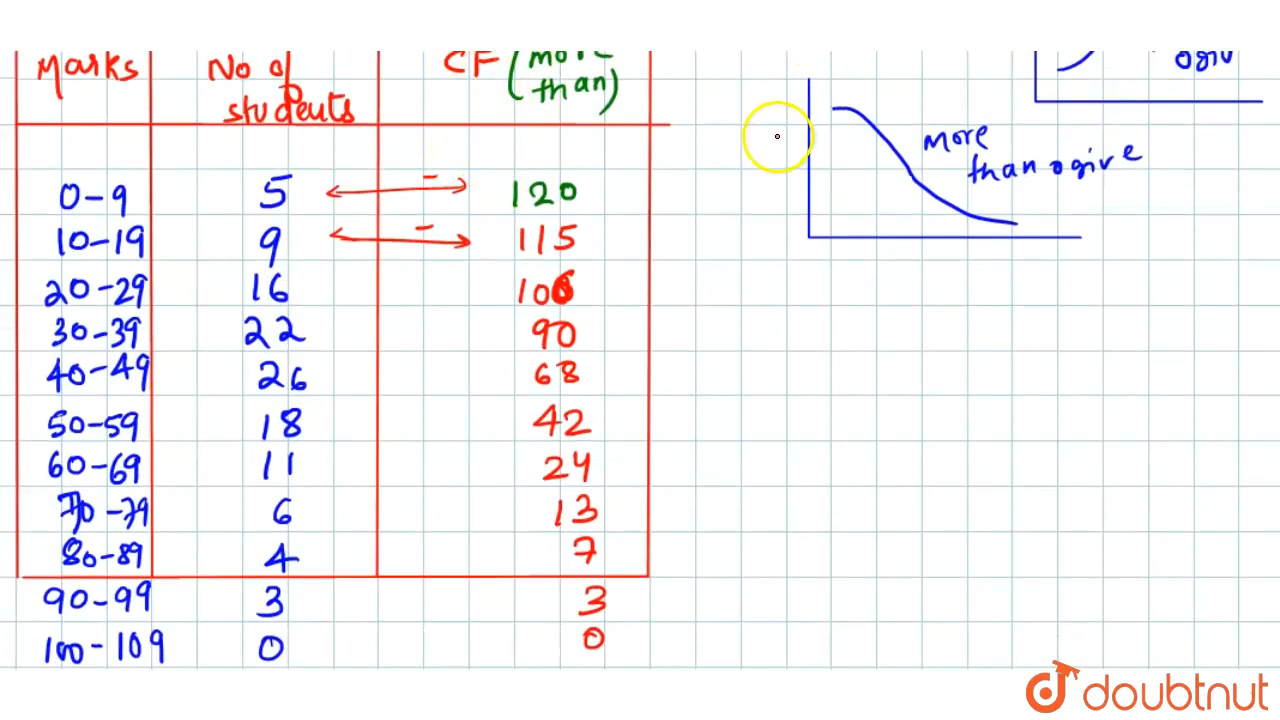 Marks No of students CF (more than)
0-9 5 - 120
10-19 9 - 115
20-29 16 106
30-39 22 90
40-49 26 68
50-59 18 42
60-69 11 24
70-79 6 13
80-89 4 7
90-99 3 3
100-109 0 0
ogiv
More
than ogive
doubtnut